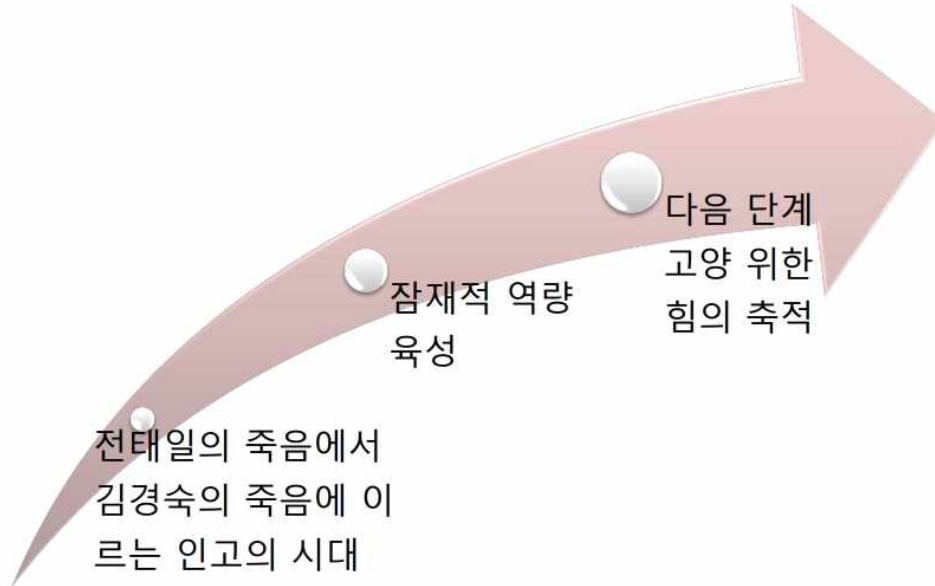 전태일의 죽음에서
김경숙의 죽음에 이
르는 인고의 시대
잠재적 역량
육성
다음 단계
고양 위한
힘의 축적